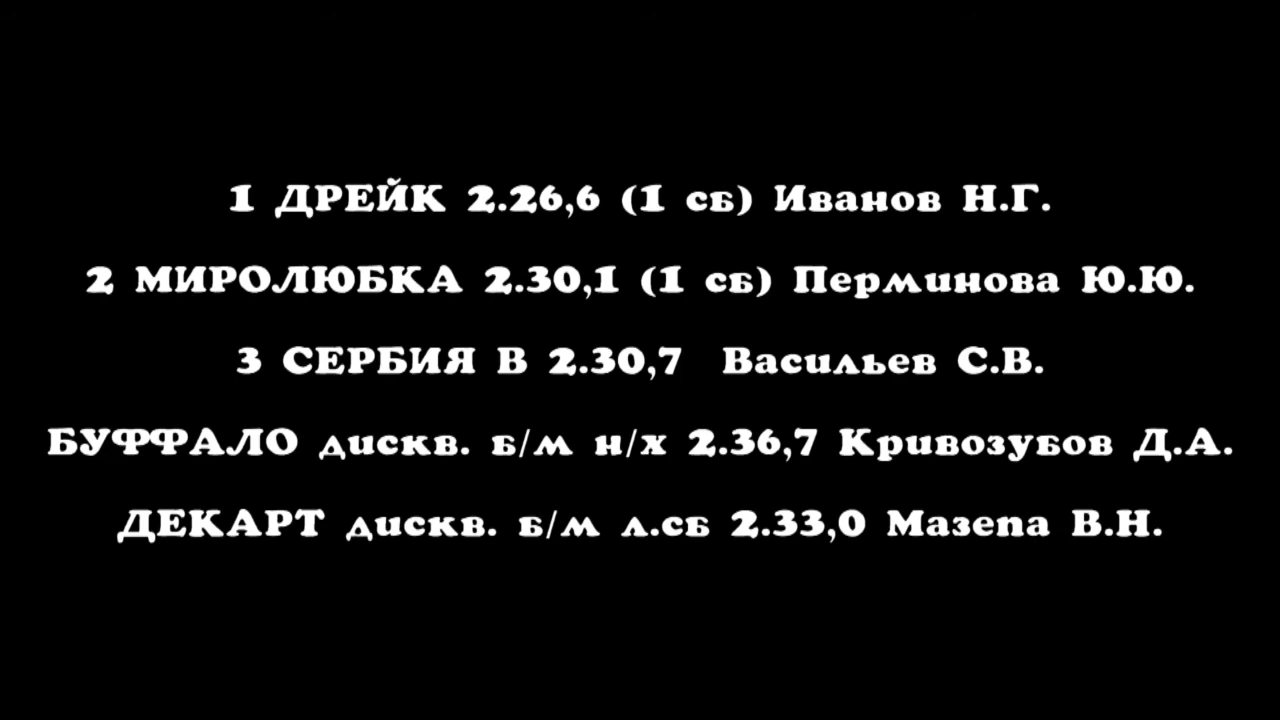 1 ДРЕЙК 2.26,6 (1 сб) Иванов Н.Г.
2 МИРОЛЮБКА 2.30,1 (1 сб) Перминова Ю.Ю.
3 СЕРБИЯ В 2.30,7 Васильев С.В.
БУФФАЛО дискв. б/м н/х 2.36,7 Кривозубов Д.А.
ДЕКАРТ дискв. б/м л.сб 2.33,0 Мазепа В.Н.